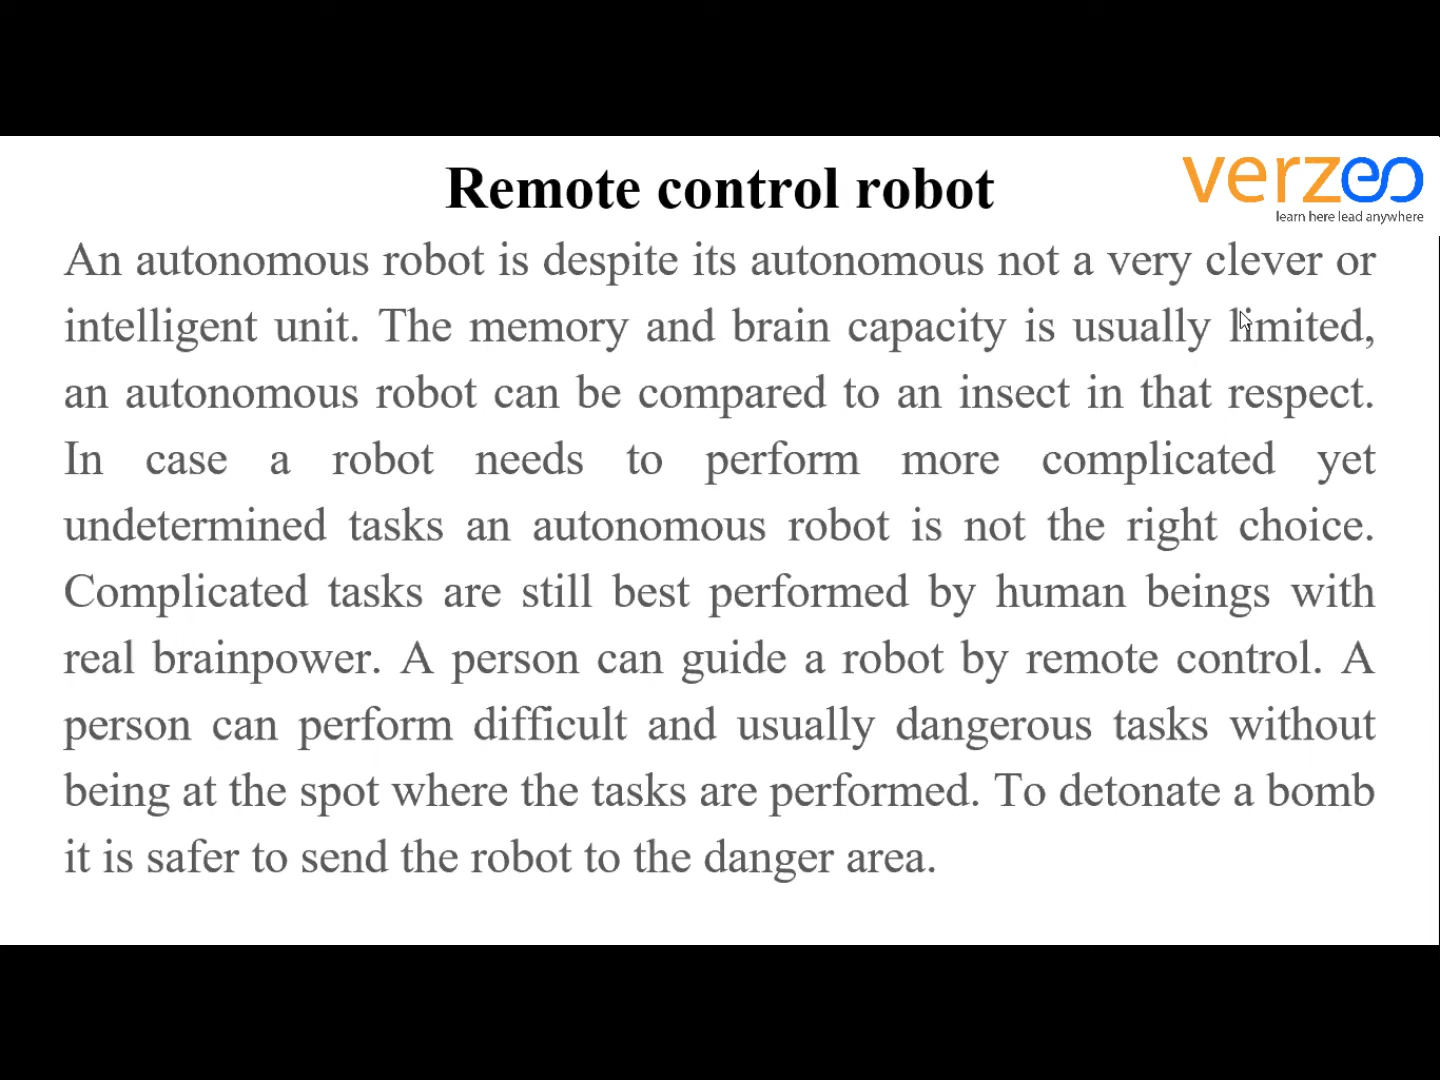 Remote control robot
verzeo
learn here lead anywhere
An autonomous robot is despite its autonomous not a very clever or
intelligent unit. The memory and brain capacity is usually limited,
an autonomous robot can be compared to an insect in that respect.
In case a robot needs to perform more complicated yet
undetermined tasks an autonomous robot is not the right choice.
Complicated tasks are still best performed by human beings with
real brainpower. A person can guide a robot by remote control. A
person can perform difficult and usually dangerous tasks without
being at the spot where the tasks are performed. To detonate a bomb
it is safer to send the robot to the danger area.